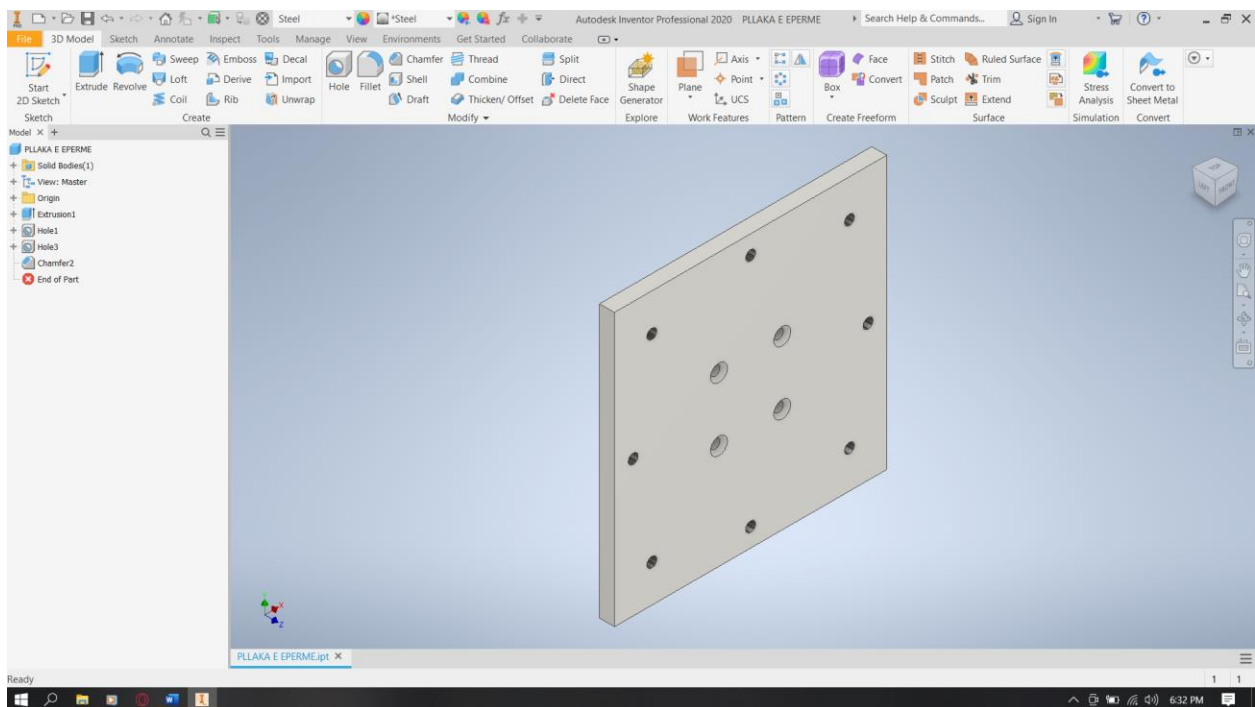 Steel *Steel Autodesk Inventor Professional 2020 PLLAKA E EPERME Search Help & Commands... Sign In
File 3D Model Sketch Annotate Inspect Tools Manage View Environments Get Started Collaborate
Start 2D Sketch
Extrude Revolve
Sweep Emboss Decal
Loft Derive Import
Coil Rib Unwrap
Hole Fillet
Chamfer Thread Split
Shell Combine Direct
Draft Thicken/ Offset Delete Face
Shape Generator
Plane
Axis
Point
UCS
Box
Face
Convert
Stitch Ruled Surface
Patch Trim
Sculpt Extend
Stress Analysis
Convert to Sheet Metal
Sketch Create Modify Explore Work Features Pattern Create Freeform Surface Simulation Convert
Model
PLLAKA E EPERME
Solid Bodies(1)
View: Master
Origin
Extrusion1
Hole1
Hole3
Chamfer2
End of Part
TOP
LEFT FRONT
Y
X
Z
PLLAKA E EPERME.ipt
Ready 1 1
6:32 PM